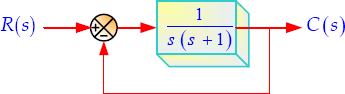 R(s) + − 1 / s(s + 1) C(s)